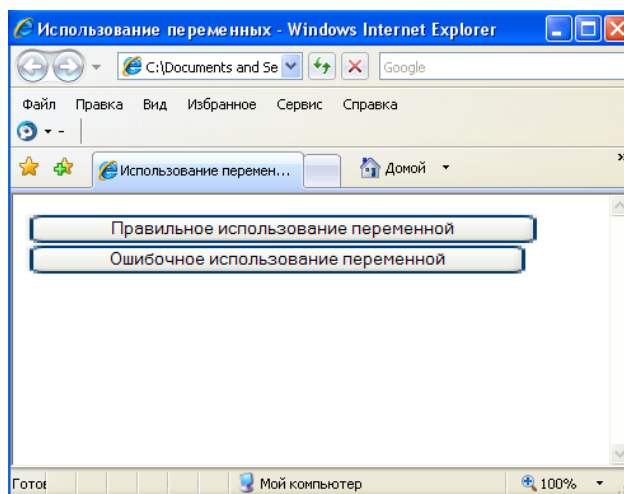 Использование переменных - Windows Internet Explorer
C:\Documents and Se
Google
Файл Правка Вид Избранное Сервис Справка
Использование перемен...
Домой
»
Правильное использование переменной
Ошибочное использование переменной
Мой компьютер
100%